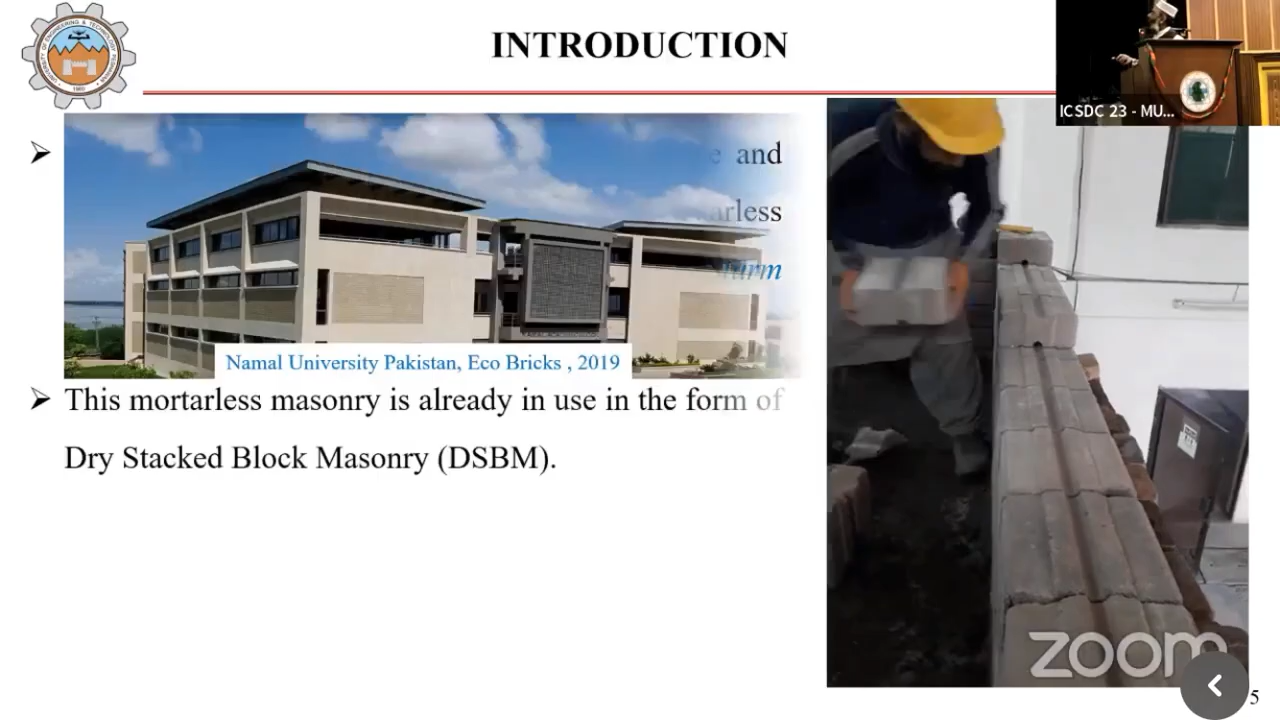 INTRODUCTION
ICSDC 23 - MU...
and
Namal University Pakistan, Eco Bricks , 2019
➢ This mortarless masonry is already in use in the form of
Dry Stacked Block Masonry (DSBM).
zoom
5